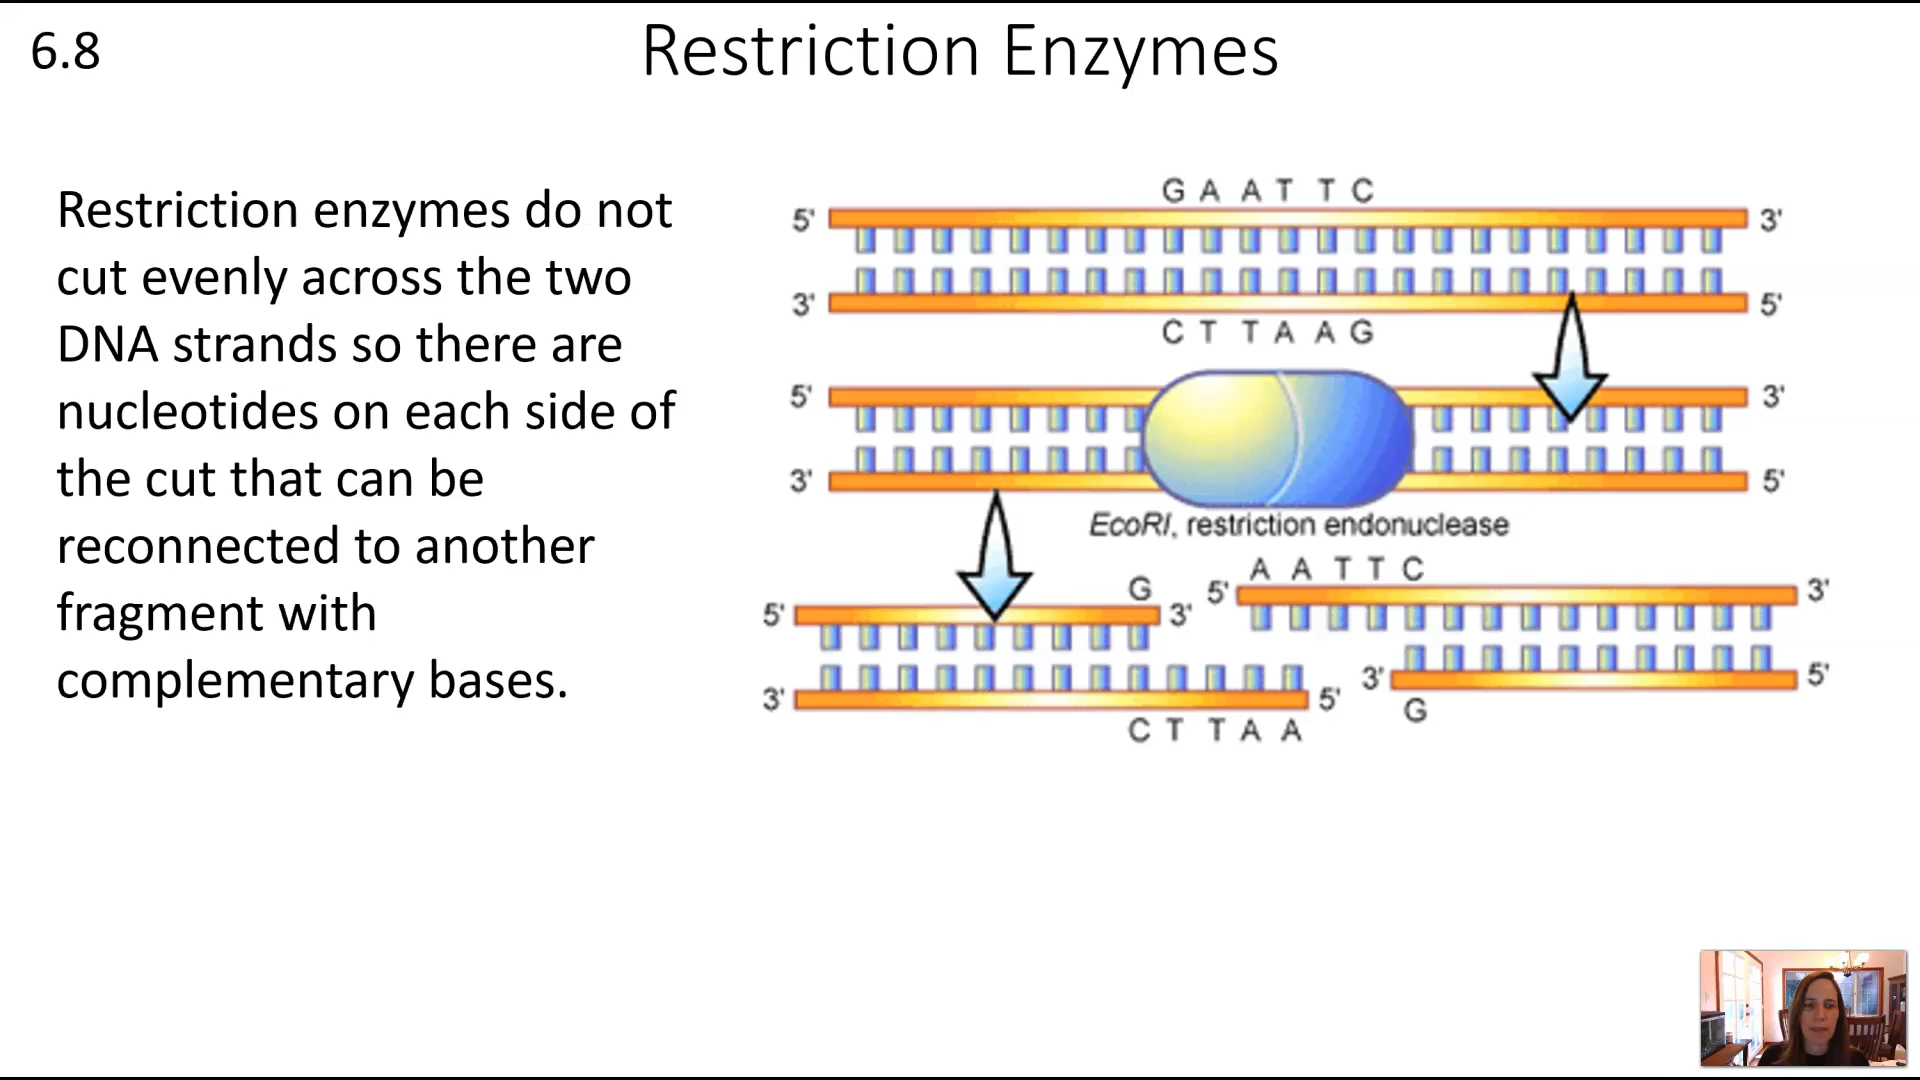 6.8
Restriction Enzymes
Restriction enzymes do not
cut evenly across the two
DNA strands so there are
nucleotides on each side of
the cut that can be
reconnected to another
fragment with
complementary bases.
G A A T T C
5' 3'
3' 5'
C T T A A G
5' 3'
3' 5'
EcoRI, restriction endonuclease
G
5' 3'
3' 5'
C T T A A
A A T T C
5' 3'
3' 5'
G